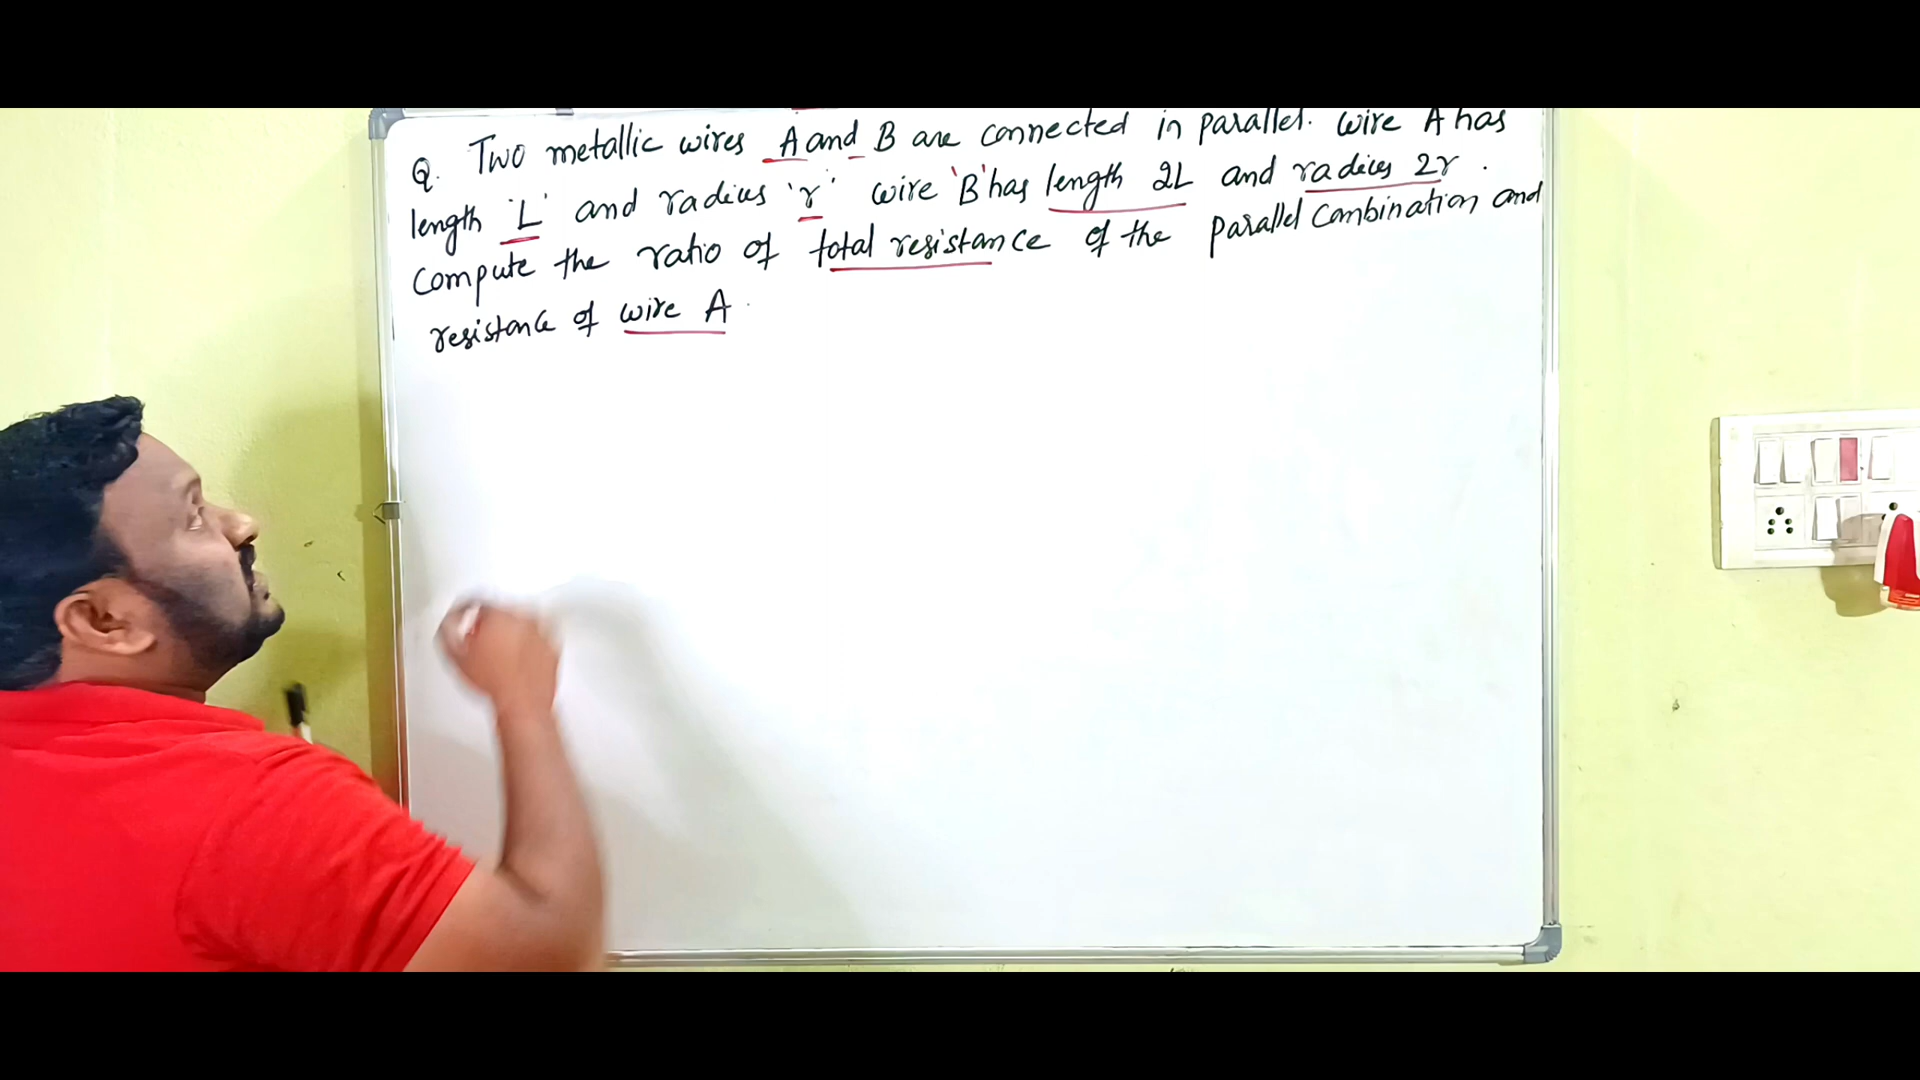 Q. Two metallic wires A and B are connected in parallel. wire A has
length 'L' and radius 'r' wire 'B' has length 2L and radius 2r.
Compute the ratio of total resistance of the parallel combination and
resistance of wire A.